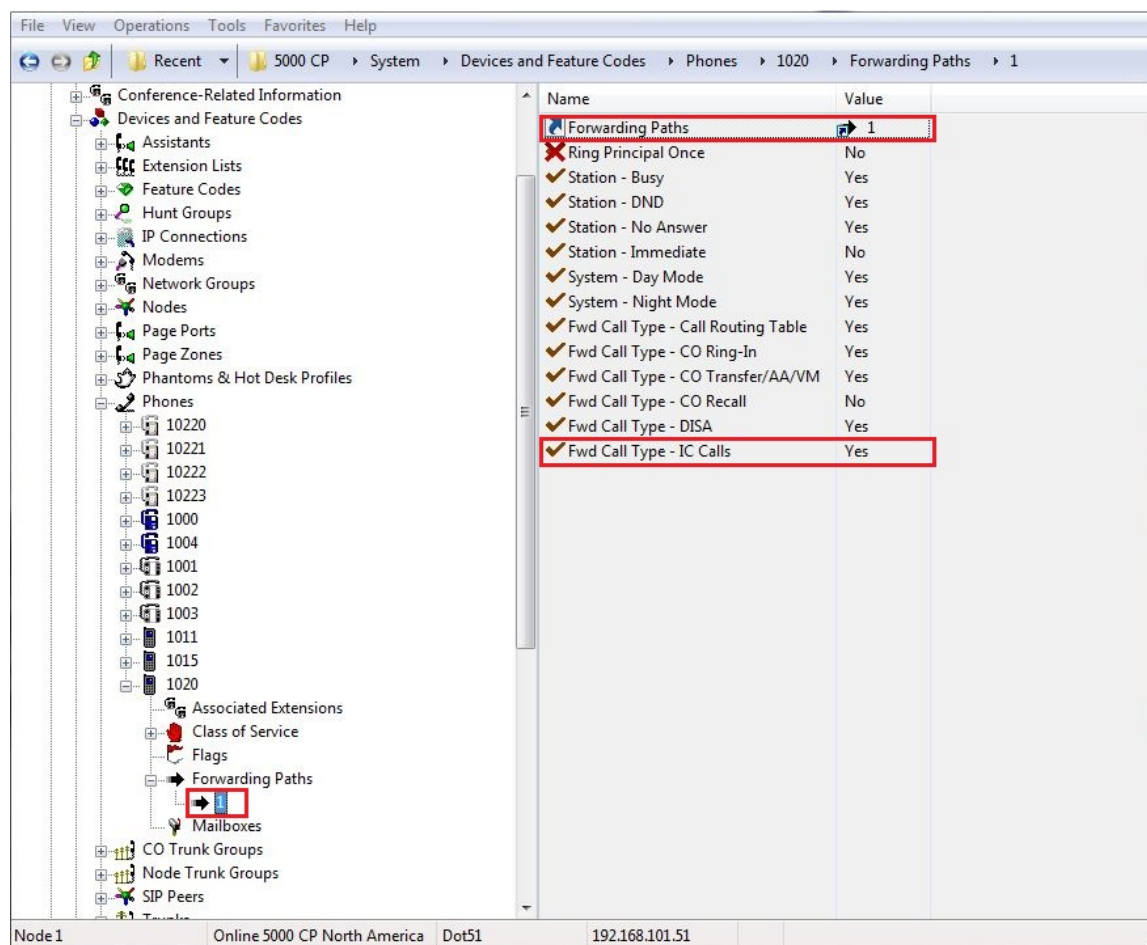 File View Operations Tools Favorites Help
Recent 5000 CP System Devices and Feature Codes Phones 1020 Forwarding Paths 1
Conference-Related Information
Devices and Feature Codes
Assistants
Extension Lists
Feature Codes
Hunt Groups
IP Connections
Modems
Network Groups
Nodes
Page Ports
Page Zones
Phantoms & Hot Desk Profiles
Phones
10220
10221
10222
10223
1000
1004
1001
1002
1003
1011
1015
1020
Associated Extensions
Class of Service
Flags
Forwarding Paths
1
Mailboxes
CO Trunk Groups
Node Trunk Groups
SIP Peers
Name Value
Forwarding Paths 1
Ring Principal Once No
Station - Busy Yes
Station - DND Yes
Station - No Answer Yes
Station - Immediate No
System - Day Mode Yes
System - Night Mode Yes
Fwd Call Type - Call Routing Table Yes
Fwd Call Type - CO Ring-In Yes
Fwd Call Type - CO Transfer/AA/VM Yes
Fwd Call Type - CO Recall No
Fwd Call Type - DISA Yes
Fwd Call Type - IC Calls Yes
Node 1 Online 5000 CP North America Dot51 192.168.101.51